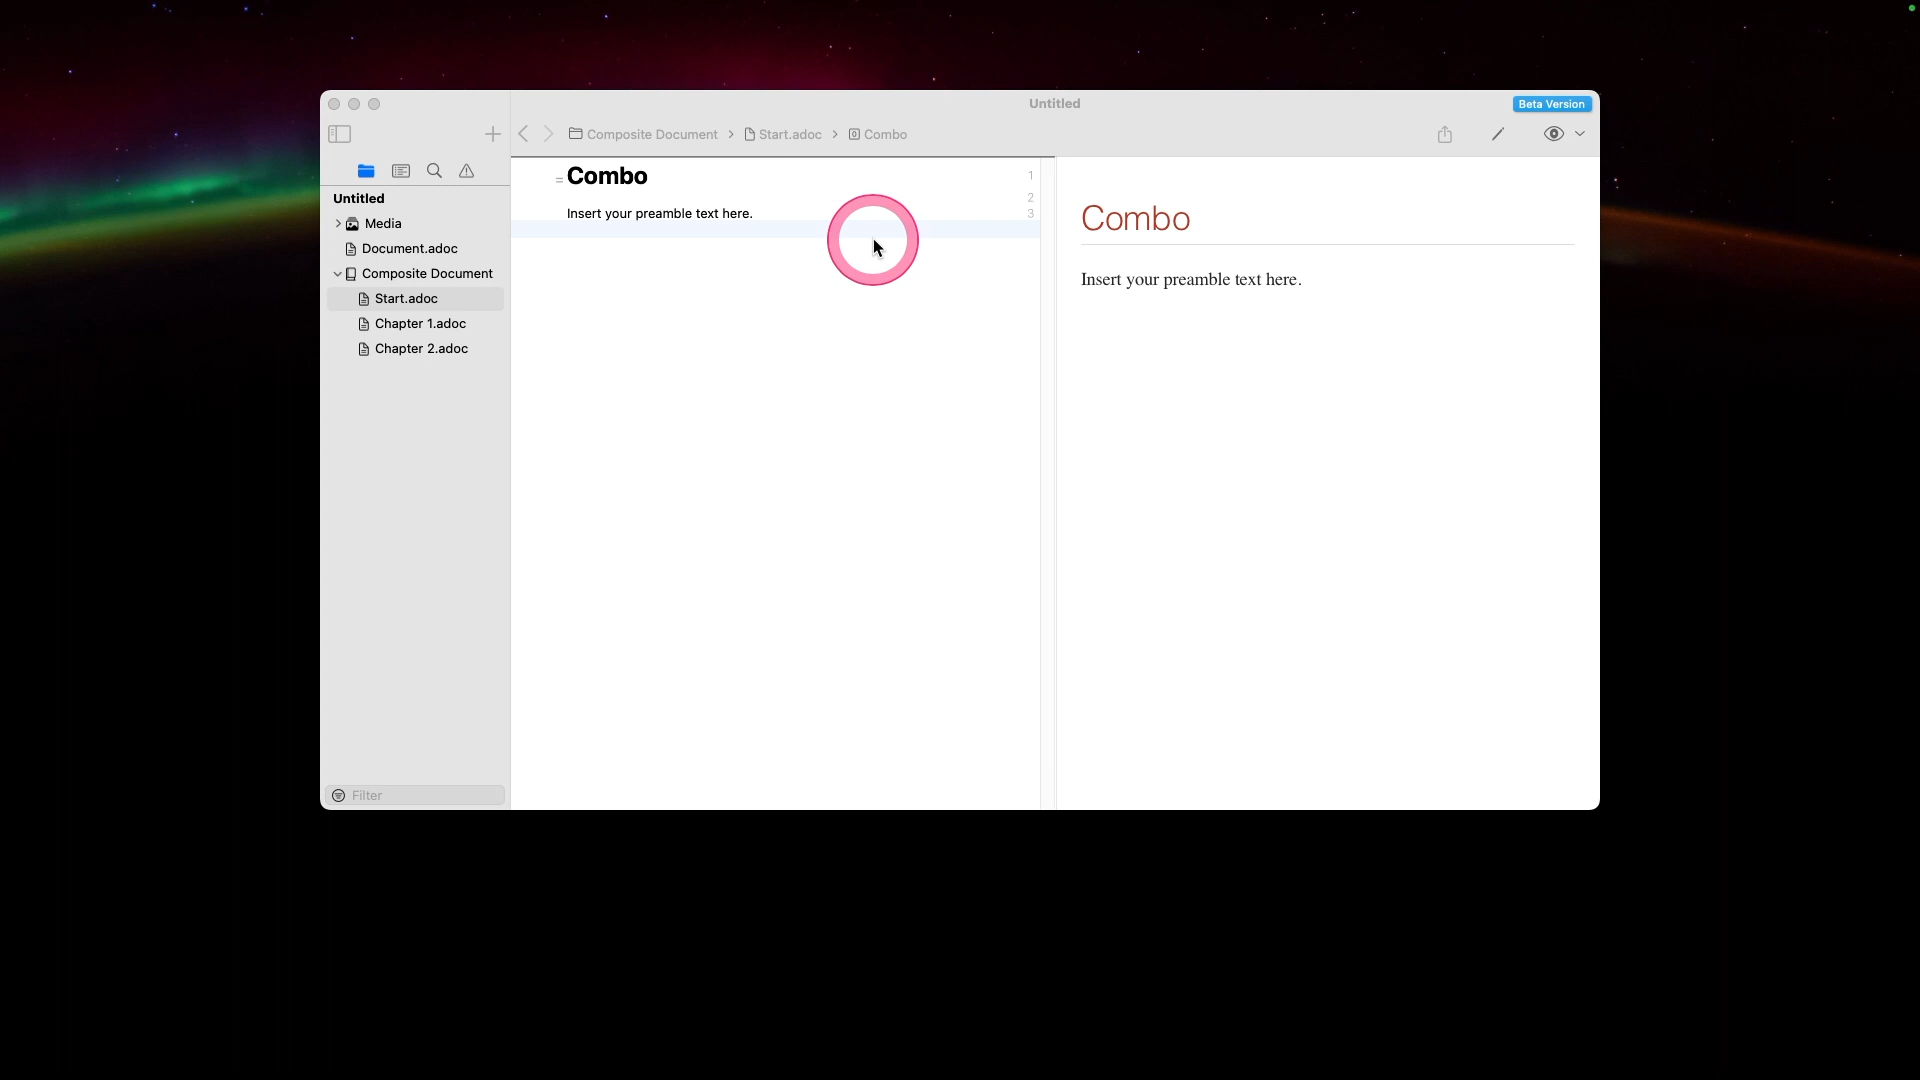 Untitled
Beta Version
Composite Document
Start.adoc
Combo
Untitled
Media
Document.adoc
Composite Document
Start.adoc
Chapter 1.adoc
Chapter 2.adoc
Filter
= Combo
1
2
Insert your preamble text here.
3
Combo
Insert your preamble text here.